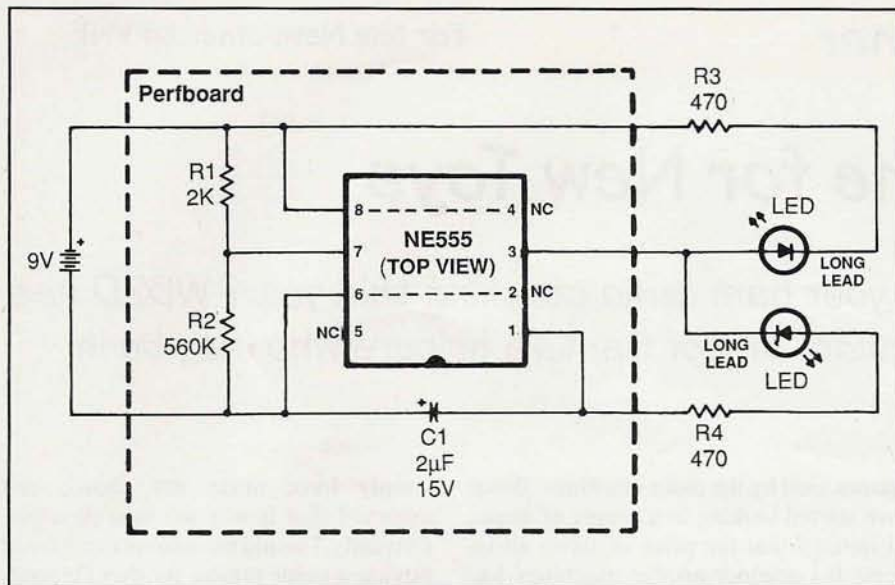 Perfboard
R3
470
R1
2K
8
4
NC
LED
9V
+
7
NE555
(TOP VIEW)
3
LONG
LEAD
6
2
NC
R2
560K
NC
5
1
LONG
LEAD
LED
+
C1
2µF
15V
R4
470